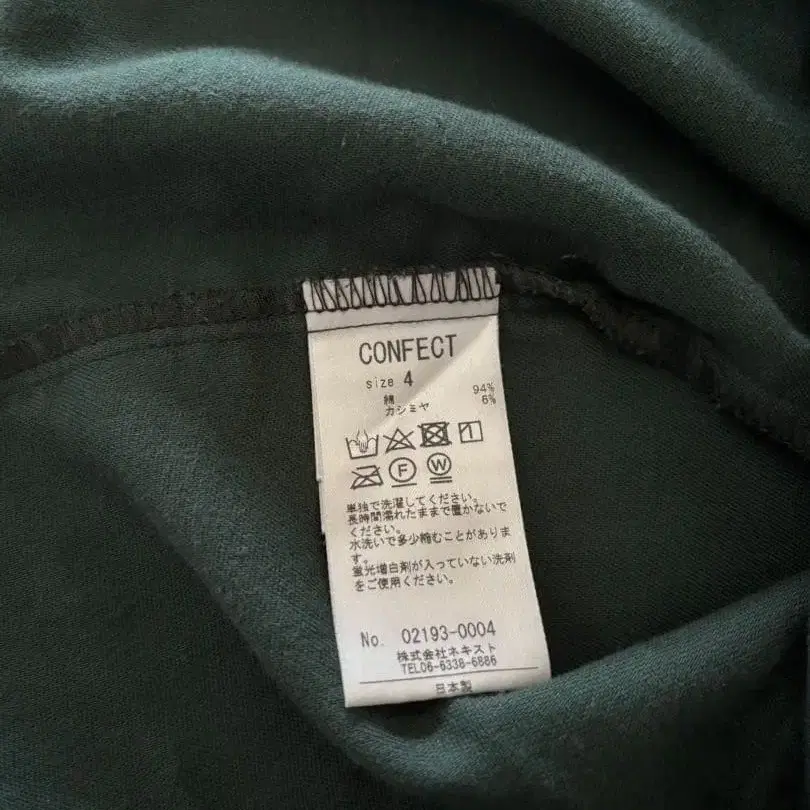 CONFECT
size 4
綿 94%
カシミヤ 6%
F W
単独で洗濯してください。
長時間濡れたままで置かないで
ください。
水洗いで多少縮むことがありま
す。
蛍光増白剤が入っていない洗剤
をご使用ください。
No. 02193-0004
株式会社ネキスト
TEL06-6338-6886
日本製